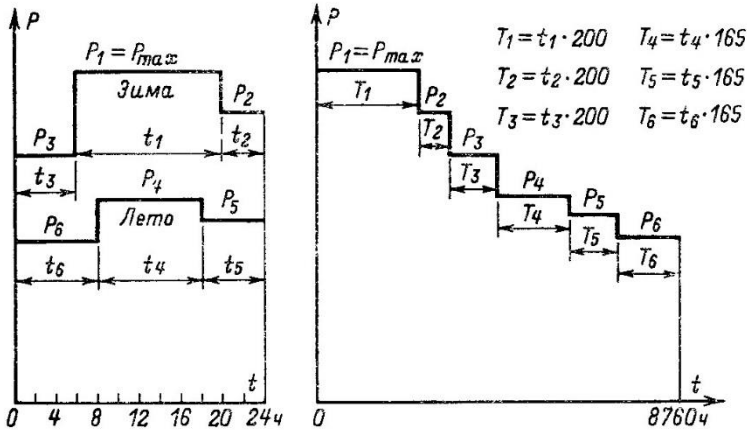 P
P₁ = Pmax
Зима
P₂
P₃
t₁
t₂
t₃
P₄
Лето
P₅
P₆
t₆
t₄
t₅
t
0 4 8 12 16 20 24ч
P
P₁ = Pmax
T₁
P₂
T₂
P₃
T₃
P₄
T₄
P₅
T₅
P₆
T₆
t
0
8760ч
T₁ = t₁·200 T₄ = t₄·165
T₂ = t₂·200 T₅ = t₅·165
T₃ = t₃·200 T₆ = t₆·165